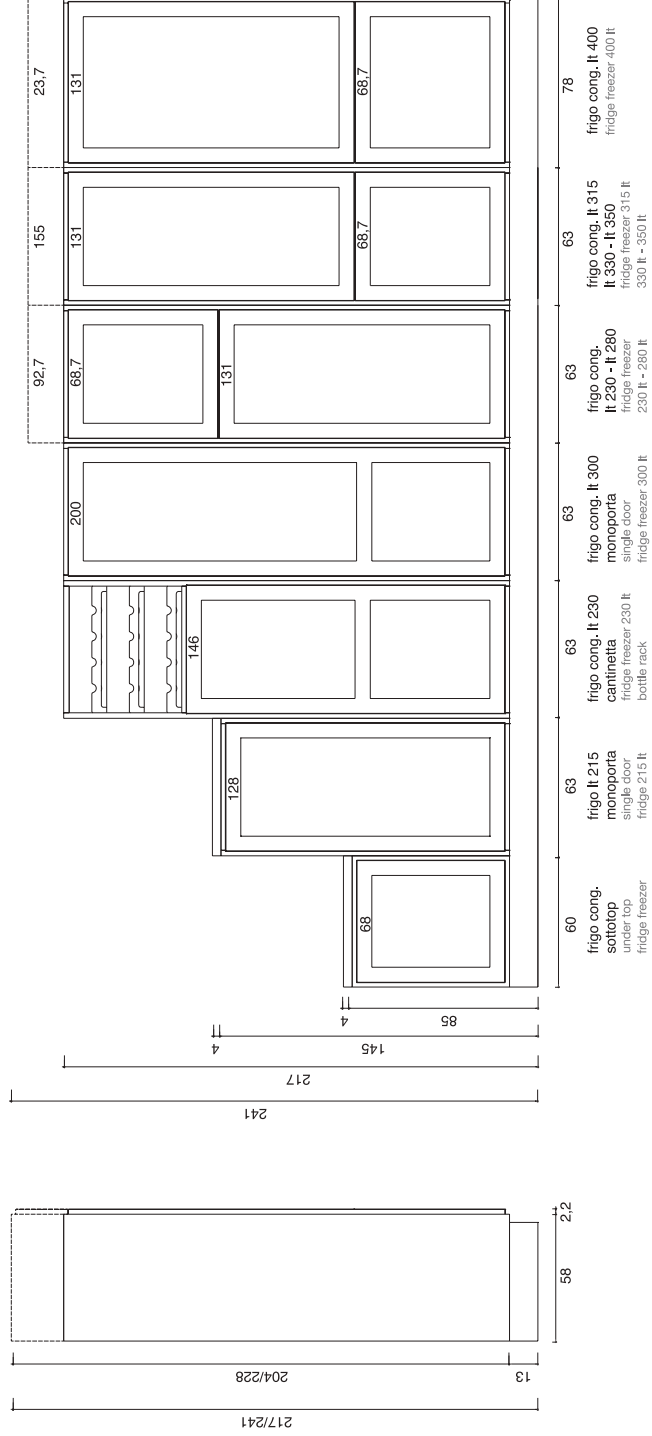 92,7
155
23,7
68
128
146
200
68,7
131
131
68,7
131
68,7
217/241
204/228
13
58
2,2
241
217
145
4
85
4
60
63
63
63
63
63
78
frigo cong.
sottotop
under top
fridge freezer
frigo lt 215
monoporta
single door
fridge 215 lt
frigo cong. lt 230
cantinetta
fridge freezer 230 lt
bottle rack
frigo cong. lt 300
monoporta
single door
fridge freezer 300 lt
frigo cong.
lt 230 - lt 280
fridge freezer
230 lt - 280 lt
frigo cong. lt 315
lt 330 - lt 350
fridge freezer 315 lt
330 lt - 350 lt
frigo cong. lt 400
fridge freezer 400 lt